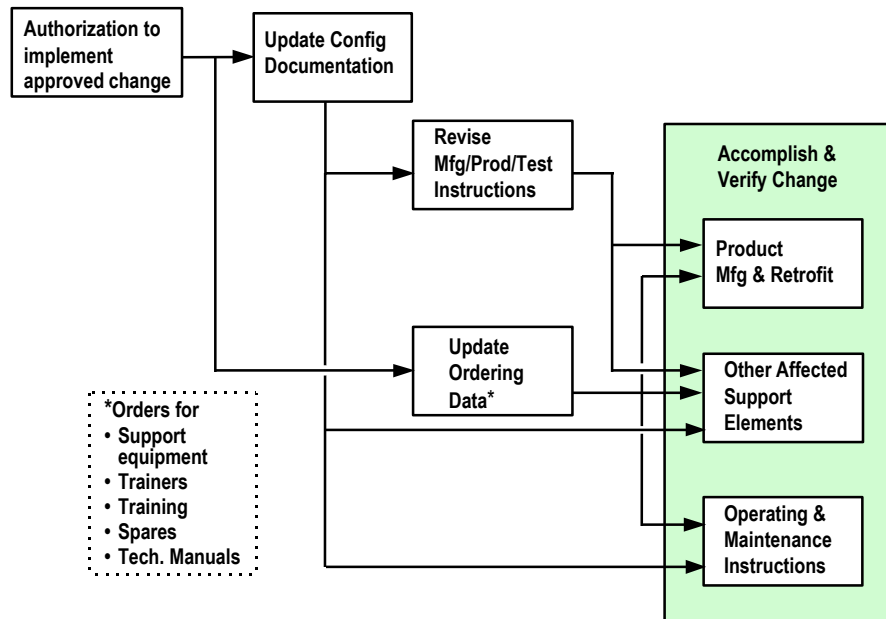 Authorization to
implement
approved change
Update Config
Documentation
Revise
Mfg/Prod/Test
Instructions
Accomplish &
Verify Change
Product
Mfg & Retrofit
Update
Ordering
Data*
Other Affected
Support
Elements
*Orders for
• Support
equipment
• Trainers
• Training
• Spares
• Tech. Manuals
Operating &
Maintenance
Instructions